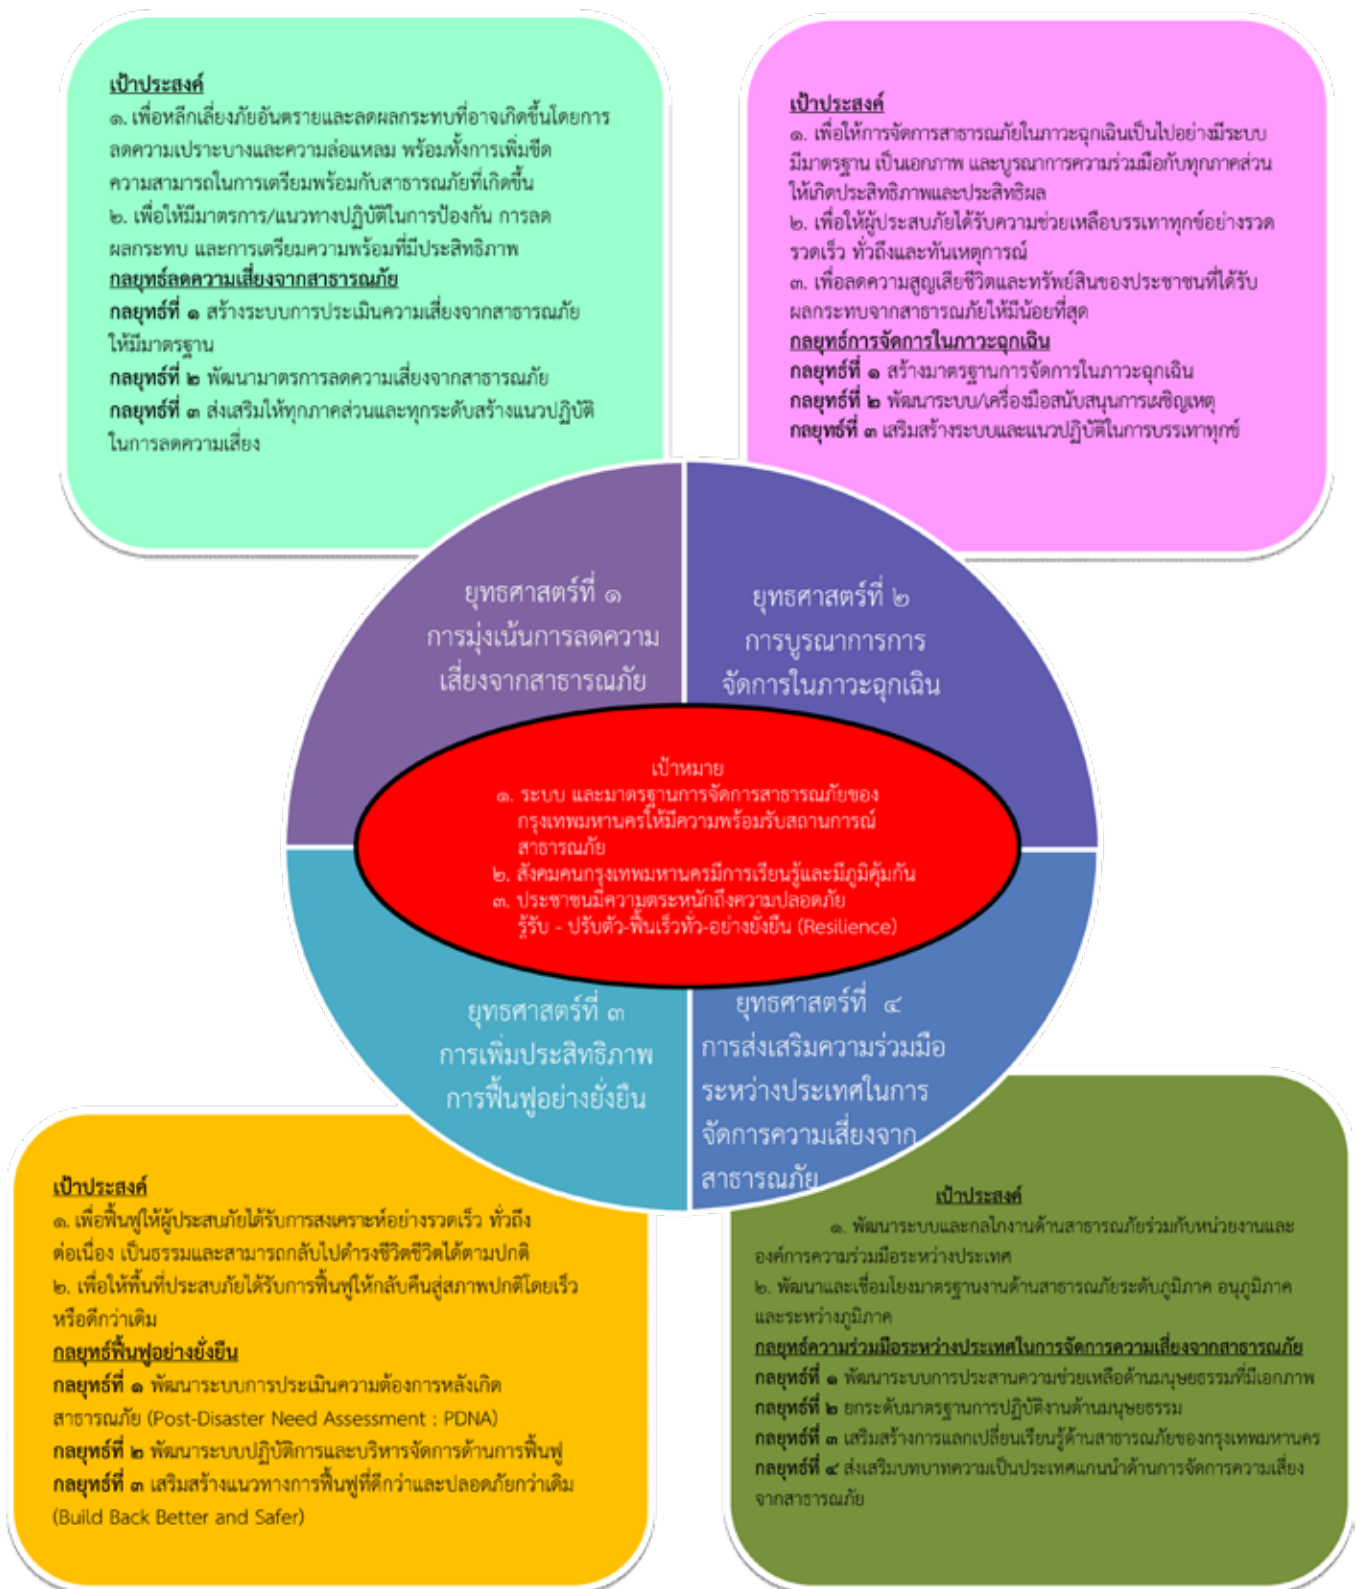 เป้าประสงค์
๑. เพื่อหลีกเลี่ยงภัยอันตรายและลดผลกระทบที่อาจเกิดขึ้นโดยการ
ลดความเปราะบางและความล่อแหลม พร้อมทั้งการเพิ่มขีด
ความสามารถในการเตรียมพร้อมกับสาธารณภัยที่เกิดขึ้น
๒. เพื่อให้มีมาตรการ/แนวทางปฏิบัติในการป้องกัน การลด
ผลกระทบ และการเตรียมความพร้อมที่มีประสิทธิภาพ
กลยุทธ์ลดความเสี่ยงจากสาธารณภัย
กลยุทธ์ที่ ๑ สร้างระบบการประเมินความเสี่ยงจากสาธารณภัย
ให้มีมาตรฐาน
กลยุทธ์ที่ ๒ พัฒนามาตรการลดความเสี่ยงจากสาธารณภัย
กลยุทธ์ที่ ๓ ส่งเสริมให้ทุกภาคส่วนและทุกระดับสร้างแนวปฏิบัติ
ในการลดความเสี่ยง
เป้าประสงค์
๑. เพื่อให้การจัดการสาธารณภัยในภาวะฉุกเฉินเป็นไปอย่างมีระบบ
มีมาตรฐาน เป็นเอกภาพ และบูรณาการความร่วมมือกับทุกภาคส่วน
ให้เกิดประสิทธิภาพและประสิทธิผล
๒. เพื่อให้ผู้ประสบภัยได้รับความช่วยเหลือบรรเทาทุกข์อย่างรวด
รวดเร็ว ทั่วถึงและทันเหตุการณ์
๓. เพื่อลดความสูญเสียชีวิตและทรัพย์สินของประชาชนที่ได้รับ
ผลกระทบจากสาธารณภัยให้มีน้อยที่สุด
กลยุทธ์การจัดการในภาวะฉุกเฉิน
กลยุทธ์ที่ ๑ สร้างมาตรฐานการจัดการในภาวะฉุกเฉิน
กลยุทธ์ที่ ๒ พัฒนาระบบ/เครื่องมือสนับสนุนการเผชิญเหตุ
กลยุทธ์ที่ ๓ เสริมสร้างระบบและแนวปฏิบัติในการบรรเทาทุกข์
ยุทธศาสตร์ที่ ๑
การมุ่งเน้นการลดความ
เสี่ยงจากสาธารณภัย
ยุทธศาสตร์ที่ ๒
การบูรณาการการ
จัดการในภาวะฉุกเฉิน
เป้าหมาย
๑. ระบบ และมาตรฐานการจัดการสาธารณภัยของ
กรุงเทพมหานครให้มีความพร้อมรับสถานการณ์
สาธารณภัย
๒. สังคมคนกรุงเทพมหานครมีการเรียนรู้และมีภูมิคุ้มกัน
๓. ประชาชนมีความตระหนักถึงความปลอดภัย
รู้รับ - ปรับตัว-ฟื้นเร็วทั่ว-อย่างยั่งยืน (Resilience)
ยุทธศาสตร์ที่ ๓
การเพิ่มประสิทธิภาพ
การฟื้นฟูอย่างยั่งยืน
ยุทธศาสตร์ที่ ๔
การส่งเสริมความร่วมมือ
ระหว่างประเทศในการ
จัดการความเสี่ยงจาก
สาธารณภัย
เป้าประสงค์
๑. เพื่อฟื้นฟูให้ผู้ประสบภัยได้รับการสงเคราะห์อย่างรวดเร็ว ทั่วถึง
ต่อเนื่อง เป็นธรรมและสามารถกลับไปดำรงชีวิตชีวิตได้ตามปกติ
๒. เพื่อให้พื้นที่ประสบภัยได้รับการฟื้นฟูให้กลับคืนสู่สภาพปกติโดยเร็ว
หรือดีกว่าเดิม
กลยุทธ์ฟื้นฟูอย่างยั่งยืน
กลยุทธ์ที่ ๑ พัฒนาระบบการประเมินความต้องการหลังเกิด
สาธารณภัย (Post-Disaster Need Assessment : PDNA)
กลยุทธ์ที่ ๒ พัฒนาระบบปฏิบัติการและบริหารจัดการด้านการฟื้นฟู
กลยุทธ์ที่ ๓ เสริมสร้างแนวทางการฟื้นฟูที่ดีกว่าและปลอดภัยกว่าเดิม
(Build Back Better and Safer)
เป้าประสงค์
๑. พัฒนาระบบและกลไกงานด้านสาธารณภัยร่วมกับหน่วยงานและ
องค์การความร่วมมือระหว่างประเทศ
๒. พัฒนาและเชื่อมโยงมาตรฐานงานด้านสาธารณภัยระดับภูมิภาค อนุภูมิภาค
และระหว่างภูมิภาค
กลยุทธ์ความร่วมมือระหว่างประเทศในการจัดการความเสี่ยงจากสาธารณภัย
กลยุทธ์ที่ ๑ พัฒนาระบบการประสานความช่วยเหลือด้านมนุษยธรรมที่มีเอกภาพ
กลยุทธ์ที่ ๒ ยกระดับมาตรฐานการปฏิบัติงานด้านมนุษยธรรม
กลยุทธ์ที่ ๓ เสริมสร้างการแลกเปลี่ยนเรียนรู้ด้านสาธารณภัยของกรุงเทพมหานคร
กลยุทธ์ที่ ๔ ส่งเสริมบทบาทความเป็นประเทศแกนนำด้านการจัดการความเสี่ยง
จากสาธารณภัย